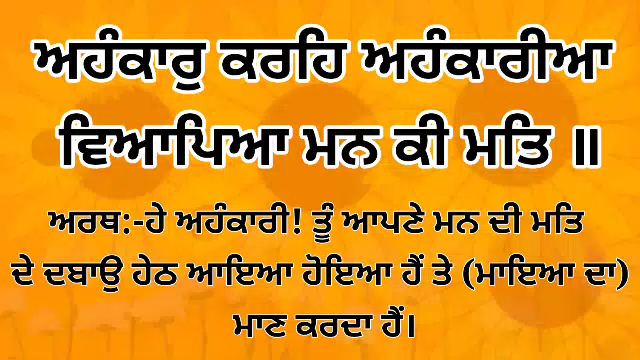 ਅਹੰਕਾਰੁ ਕਰਹਿ ਅਹੰਕਾਰੀਆ
ਵਿਆਪਿਆ ਮਨ ਕੀ ਮਤਿ ॥
ਅਰਥ:-ਹੇ ਅਹੰਕਾਰੀ! ਤੂੰ ਆਪਣੇ ਮਨ ਦੀ ਮਤਿ
ਦੇ ਦਬਾਉ ਹੇਠ ਆਇਆ ਹੋਇਆ ਹੈਂ ਤੇ (ਮਾਇਆ ਦਾ)
ਮਾਣ ਕਰਦਾ ਹੈਂ।